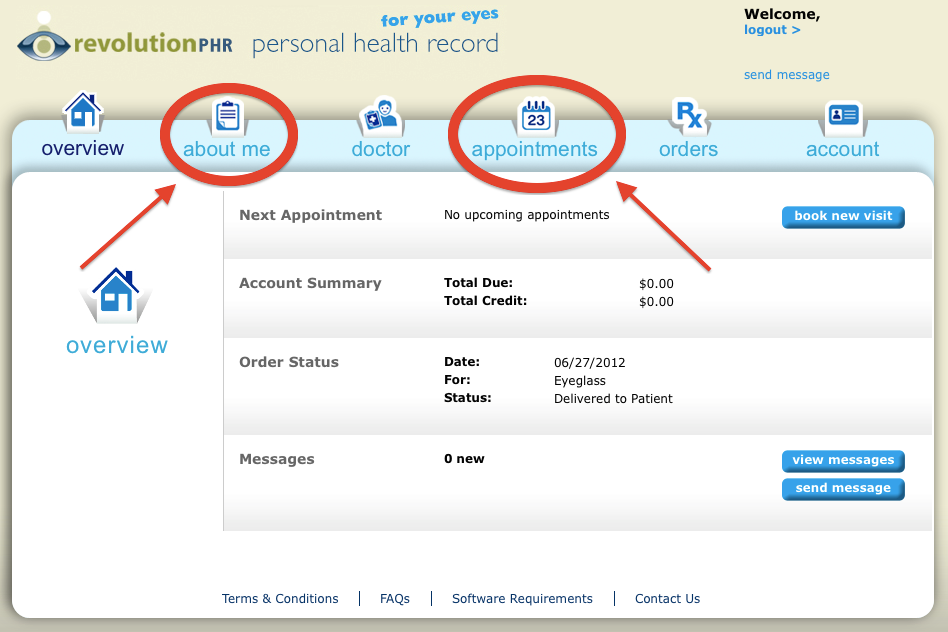 for your eyes
revolutionPHR personal health record
Welcome,
logout >
send message
23
Rx
overview about me doctor appointments orders account
Next Appointment No upcoming appointments book new visit
Account Summary Total Due: $0.00
Total Credit: $0.00
overview
Order Status Date: 06/27/2012
For: Eyeglass
Status: Delivered to Patient
Messages 0 new view messages
send message
Terms & Conditions | FAQs | Software Requirements | Contact Us